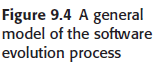 Figure 9.4 A general
model of the software
evolution process